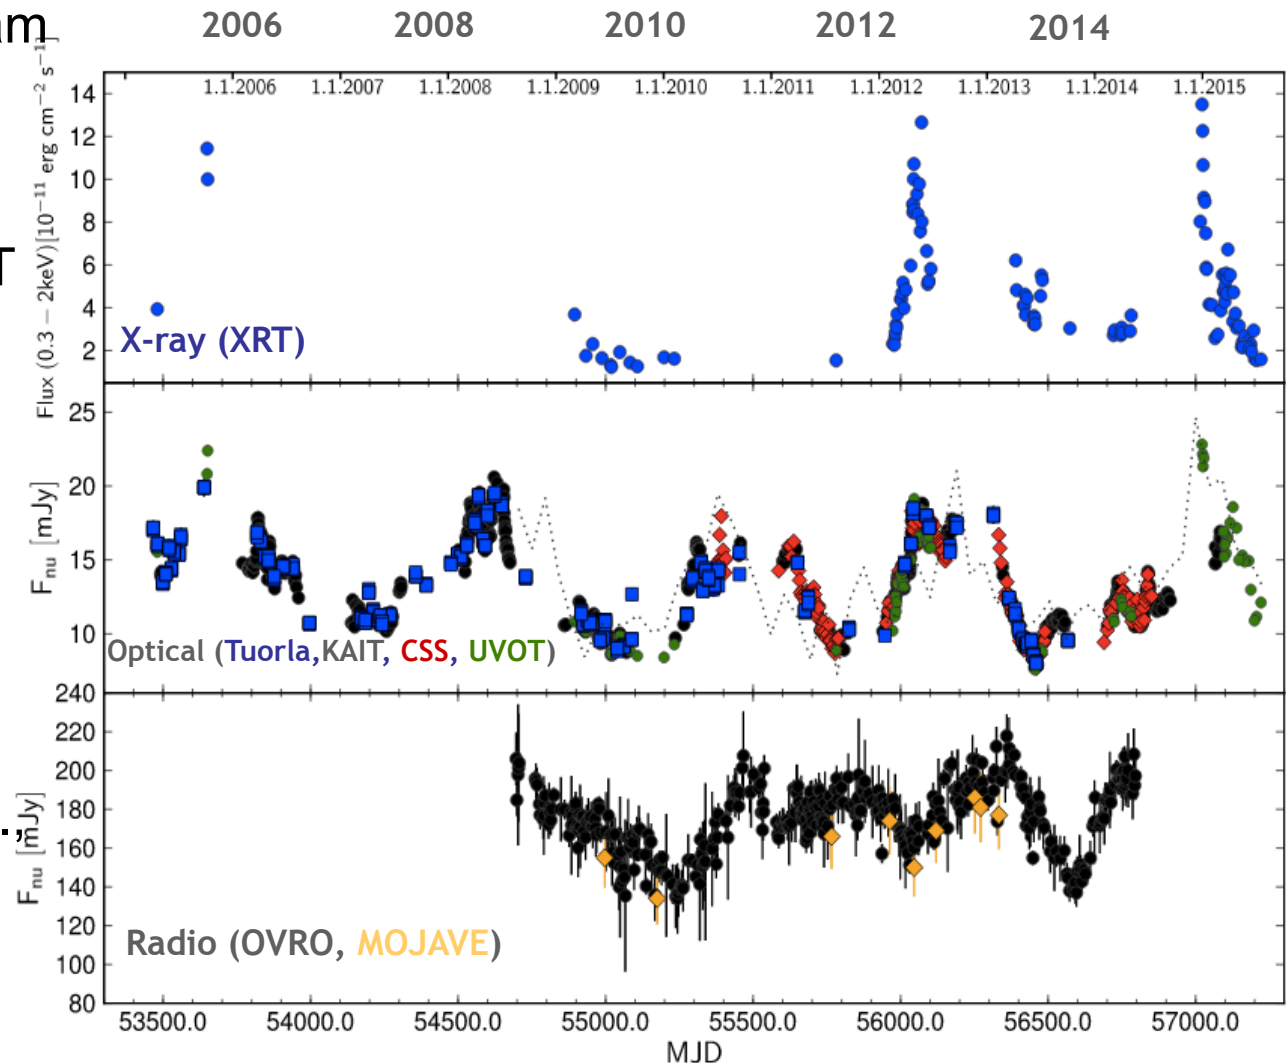 am
2006 2008 2010 2012 2014
1.1.2006 1.1.2007 1.1.2008 1.1.2009 1.1.2010 1.1.2011 1.1.2012 1.1.2013 1.1.2014 1.1.2015
Flux (0.3 − 2keV)[10⁻¹¹ erg cm⁻² s⁻¹]
14
12
10
8
6
4
2
T
X-ray (XRT)
F_nu [mJy]
25
20
15
10
Optical (Tuorla,KAIT, CSS, UVOT)
F_nu [mJy]
240
220
200
180
160
140
120
100
80
Radio (OVRO, MOJAVE)
53500.0 54000.0 54500.0 55000.0 55500.0 56000.0 56500.0 57000.0
MJD